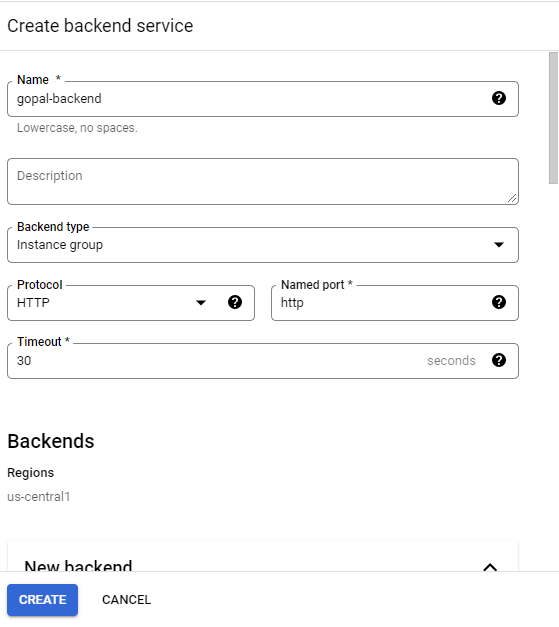 Create backend service
Name *
gopal-backend
Lowercase, no spaces.
Description
Backend type
Instance group
Protocol
HTTP
Named port *
http
Timeout *
30 seconds
Backends
Regions
us-central1
New backend
CREATE CANCEL